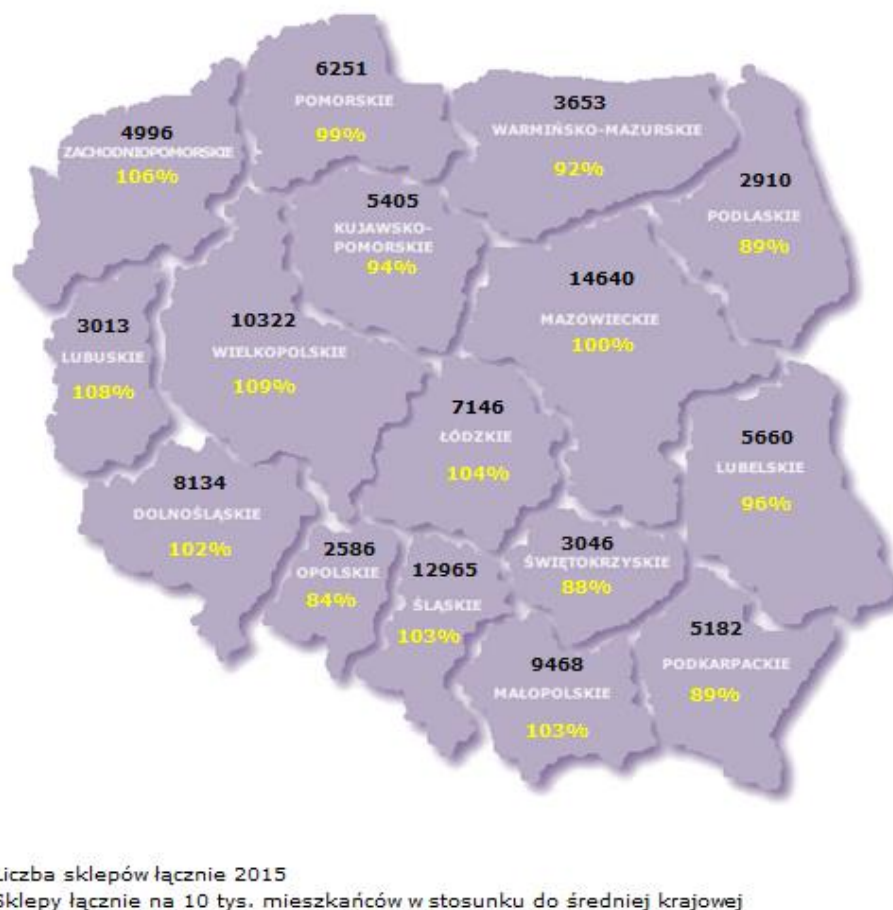 6251
POMORSKIE
99%
3653
WARMIŃSKO-MAZURSKIE
92%
4996
ZACHODNIOPOMORSKIE
106%
2910
PODLASKIE
89%
5405
KUJAWSKO-
POMORSKIE
94%
14640
MAZOWIECKIE
100%
3013
LUBUSKIE
108%
10322
WIELKOPOLSKIE
109%
7146
ŁÓDZKIE
104%
5660
LUBELSKIE
96%
8134
DOLNOŚLĄSKIE
102%
2586
OPOLSKIE
84%
12965
ŚLĄSKIE
103%
3046
ŚWIĘTOKRZYSKIE
88%
5182
PODKARPACKIE
89%
9468
MAŁOPOLSKIE
103%
Liczba sklepów łącznie 2015
Sklepy łącznie na 10 tys. mieszkańców w stosunku do średniej krajowej